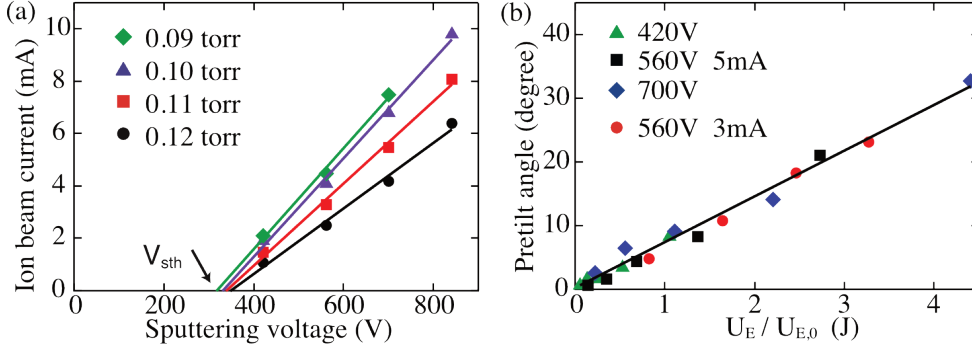 (a)
Ion beam current (mA)
10
8
6
4
2
0
0.09 torr
0.10 torr
0.11 torr
0.12 torr
V_sth
0 200 400 600 800
Sputtering voltage (V)
(b)
Pretilt angle (degree)
40
30
20
10
0
420V
560V 5mA
700V
560V 3mA
0 1 2 3 4
U_E / U_E,0 (J)